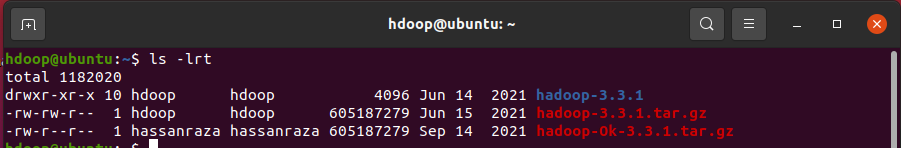 hdoop@ubuntu: ~
hdoop@ubuntu:~$ ls -lrt
total 1182020
drwxr-xr-x 10 hdoop      hdoop           4096 Jun 14  2021 hadoop-3.3.1
-rw-rw-r--  1 hdoop      hdoop      605187279 Jun 15  2021 hadoop-3.3.1.tar.gz
-rw-r--r--  1 hassanraza hassanraza 605187279 Sep 14  2021 hadoop-Ok-3.3.1.tar.gz
hdoop@ubuntu:~$